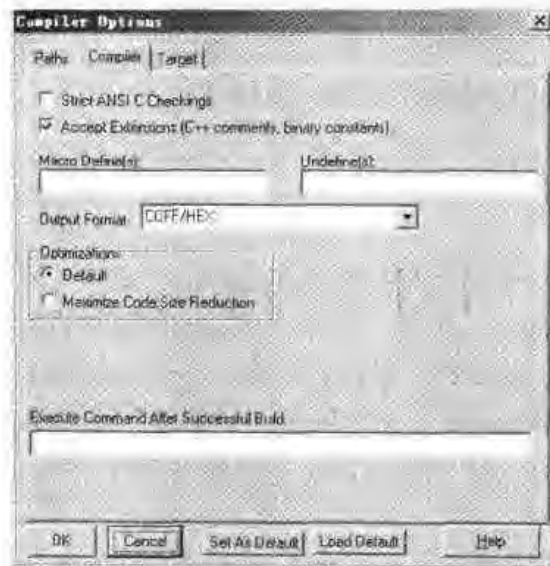 Compiler Options
Paths Compiler Target
Strict ANSI C Checkings
Accept Extensions (C++ comments, binary constants)
Macro Define(s): Undefine(s):
Output Format: COFF/HEX
Optimizations
Default
Maximize Code Size Reduction
Execute Command After Successful Build
OK Cancel Set As Default Load Default Help